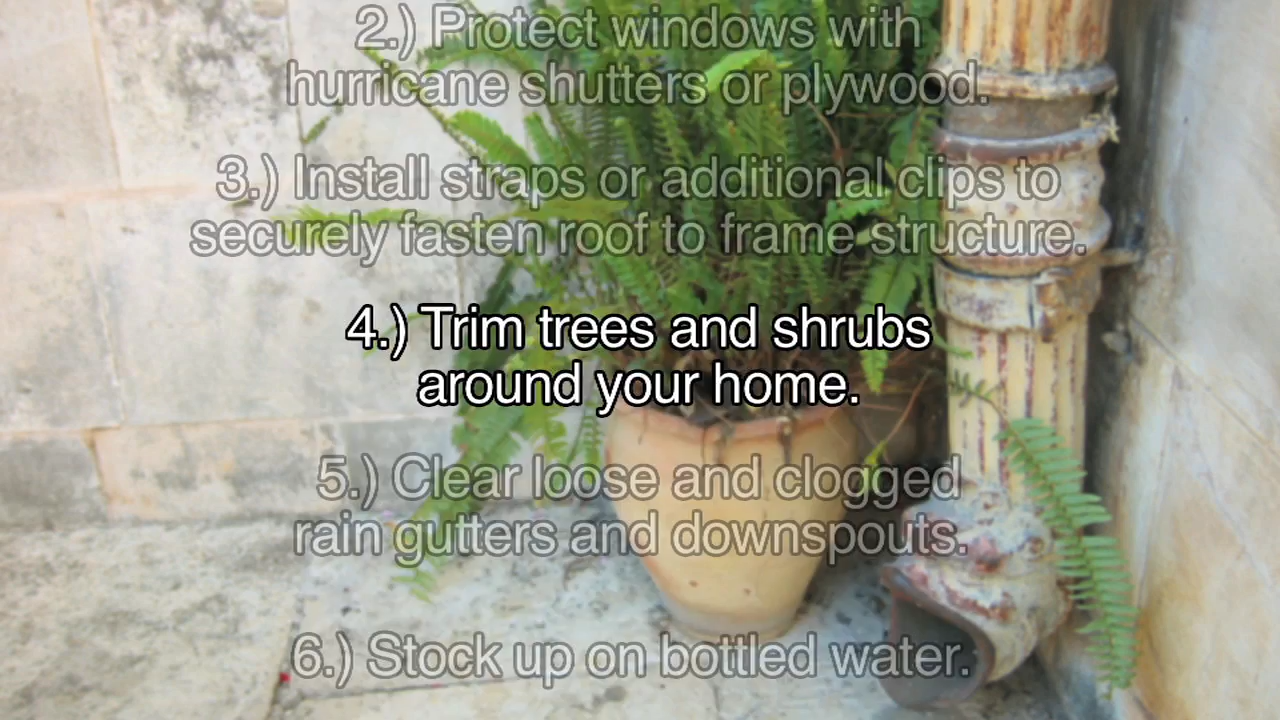 2.) Protect windows with
hurricane shutters or plywood.
3.) Install straps or additional clips to
securely fasten roof to frame structure.
4.) Trim trees and shrubs
around your home.
5.) Clear loose and clogged
rain gutters and downspouts.
6.) Stock up on bottled water.